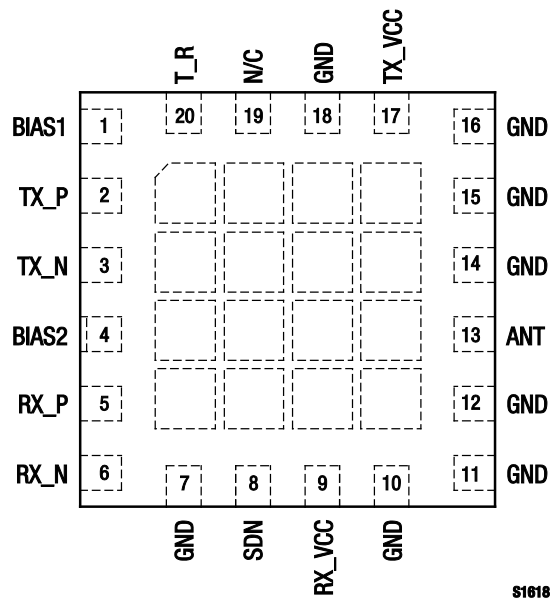 T_R N/C GND TX_VCC
20 19 18 17
BIAS1 1 16 GND
TX_P 2 15 GND
TX_N 3 14 GND
BIAS2 4 13 ANT
RX_P 5 12 GND
RX_N 6 11 GND
7 8 9 10
GND SDN RX_VCC GND
S1618